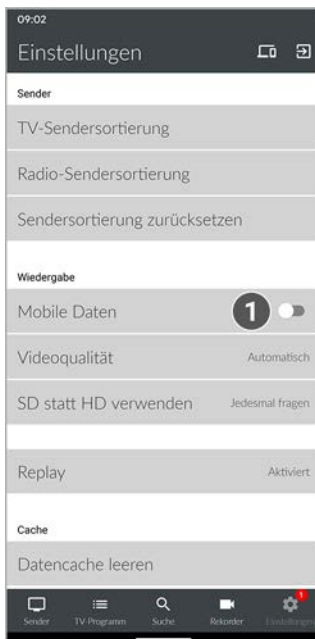 09:02
Einstellungen
Sender
TV-Sendersortierung
Radio-Sendersortierung
Sendersortierung zurücksetzen
Wiedergabe
Mobile Daten 1
Videoqualität Automatisch
SD statt HD verwenden Jedesmal fragen
Replay Aktiviert
Cache
Datencache leeren
1
Sender TV-Programm Suche Rekorder Einstellungen